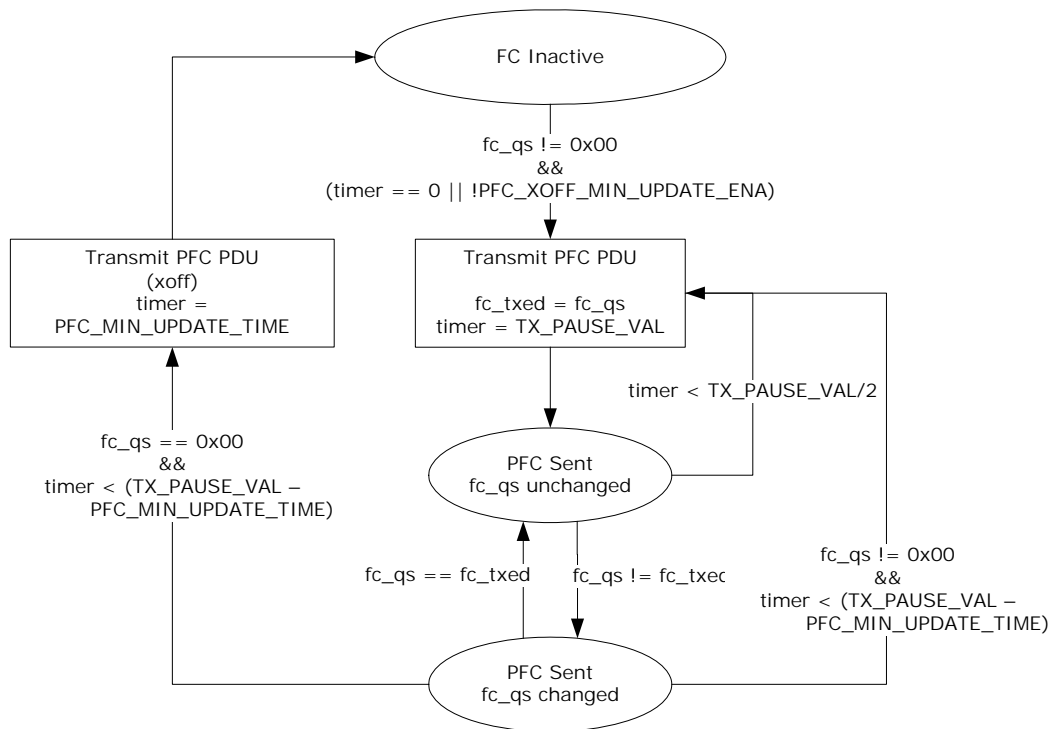 FC Inactive
fc_qs != 0x00
&&
(timer == 0 || !PFC_XOFF_MIN_UPDATE_ENA)
Transmit PFC PDU
(xoff)
timer =
PFC_MIN_UPDATE_TIME
Transmit PFC PDU
fc_txed = fc_qs
timer = TX_PAUSE_VAL
timer < TX_PAUSE_VAL/2
fc_qs == 0x00
&&
timer < (TX_PAUSE_VAL –
PFC_MIN_UPDATE_TIME)
PFC Sent
fc_qs unchanged
fc_qs == fc_txed
fc_qs != fc_txec
fc_qs != 0x00
&&
timer < (TX_PAUSE_VAL –
PFC_MIN_UPDATE_TIME)
PFC Sent
fc_qs changed